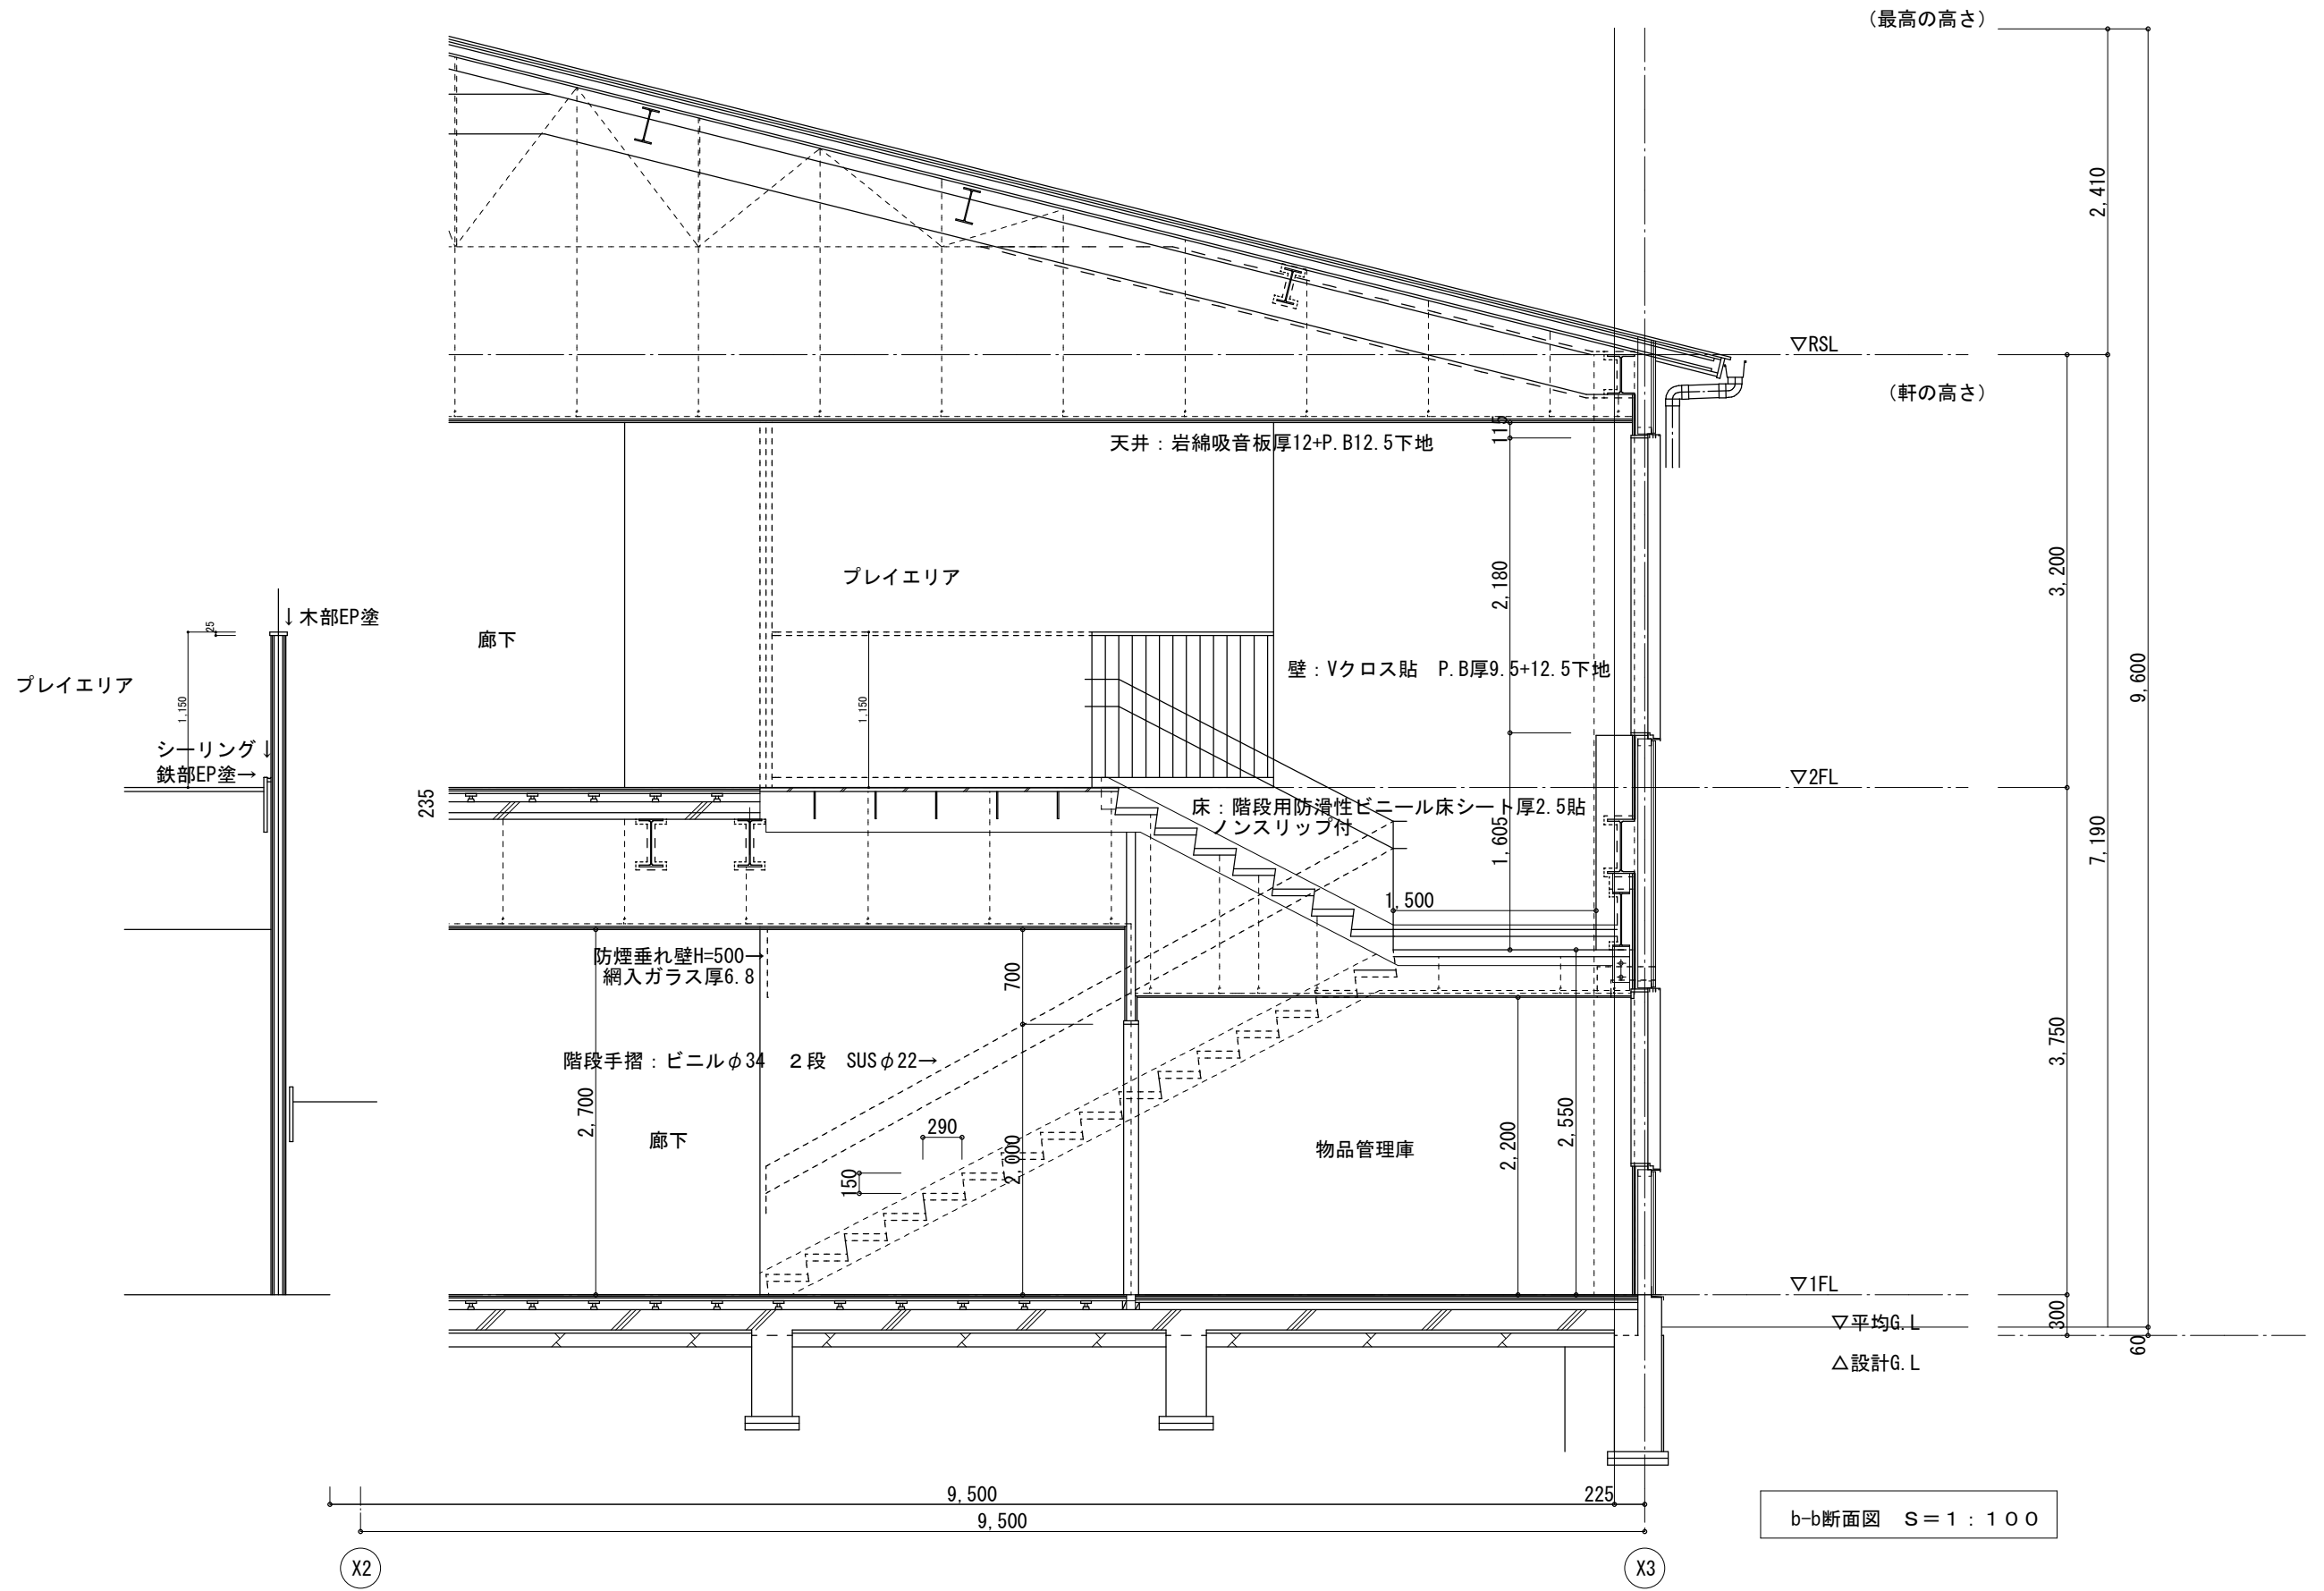 （最高の高さ）
2,410
▽RSL
（軒の高さ）
115
天井：岩綿吸音板厚12+P.B12.5下地
2,180
3,200
プレイエリア
↓木部EP塗
25
廊下
壁：Vクロス貼　P.B厚9.5+12.5下地
9,600
プレイエリア
1,150
1,150
シーリング↓
鉄部EP塗→
▽2FL
235
床：階段用防滑性ビニール床シート厚2.5貼
ノンスリップ付
1,605
7,190
1,500
防煙垂れ壁H=500→
網入ガラス厚6.8
700
階段手摺：ビニルφ34　２段　SUSφ22→
3,750
2,700
290
2,550
廊下
2,000
物品管理庫
2,200
150
▽1FL
300
▽平均G.L
60
△設計G.L
9,500
225
9,500
b-b断面図　Ｓ＝１：１００
X2
X3